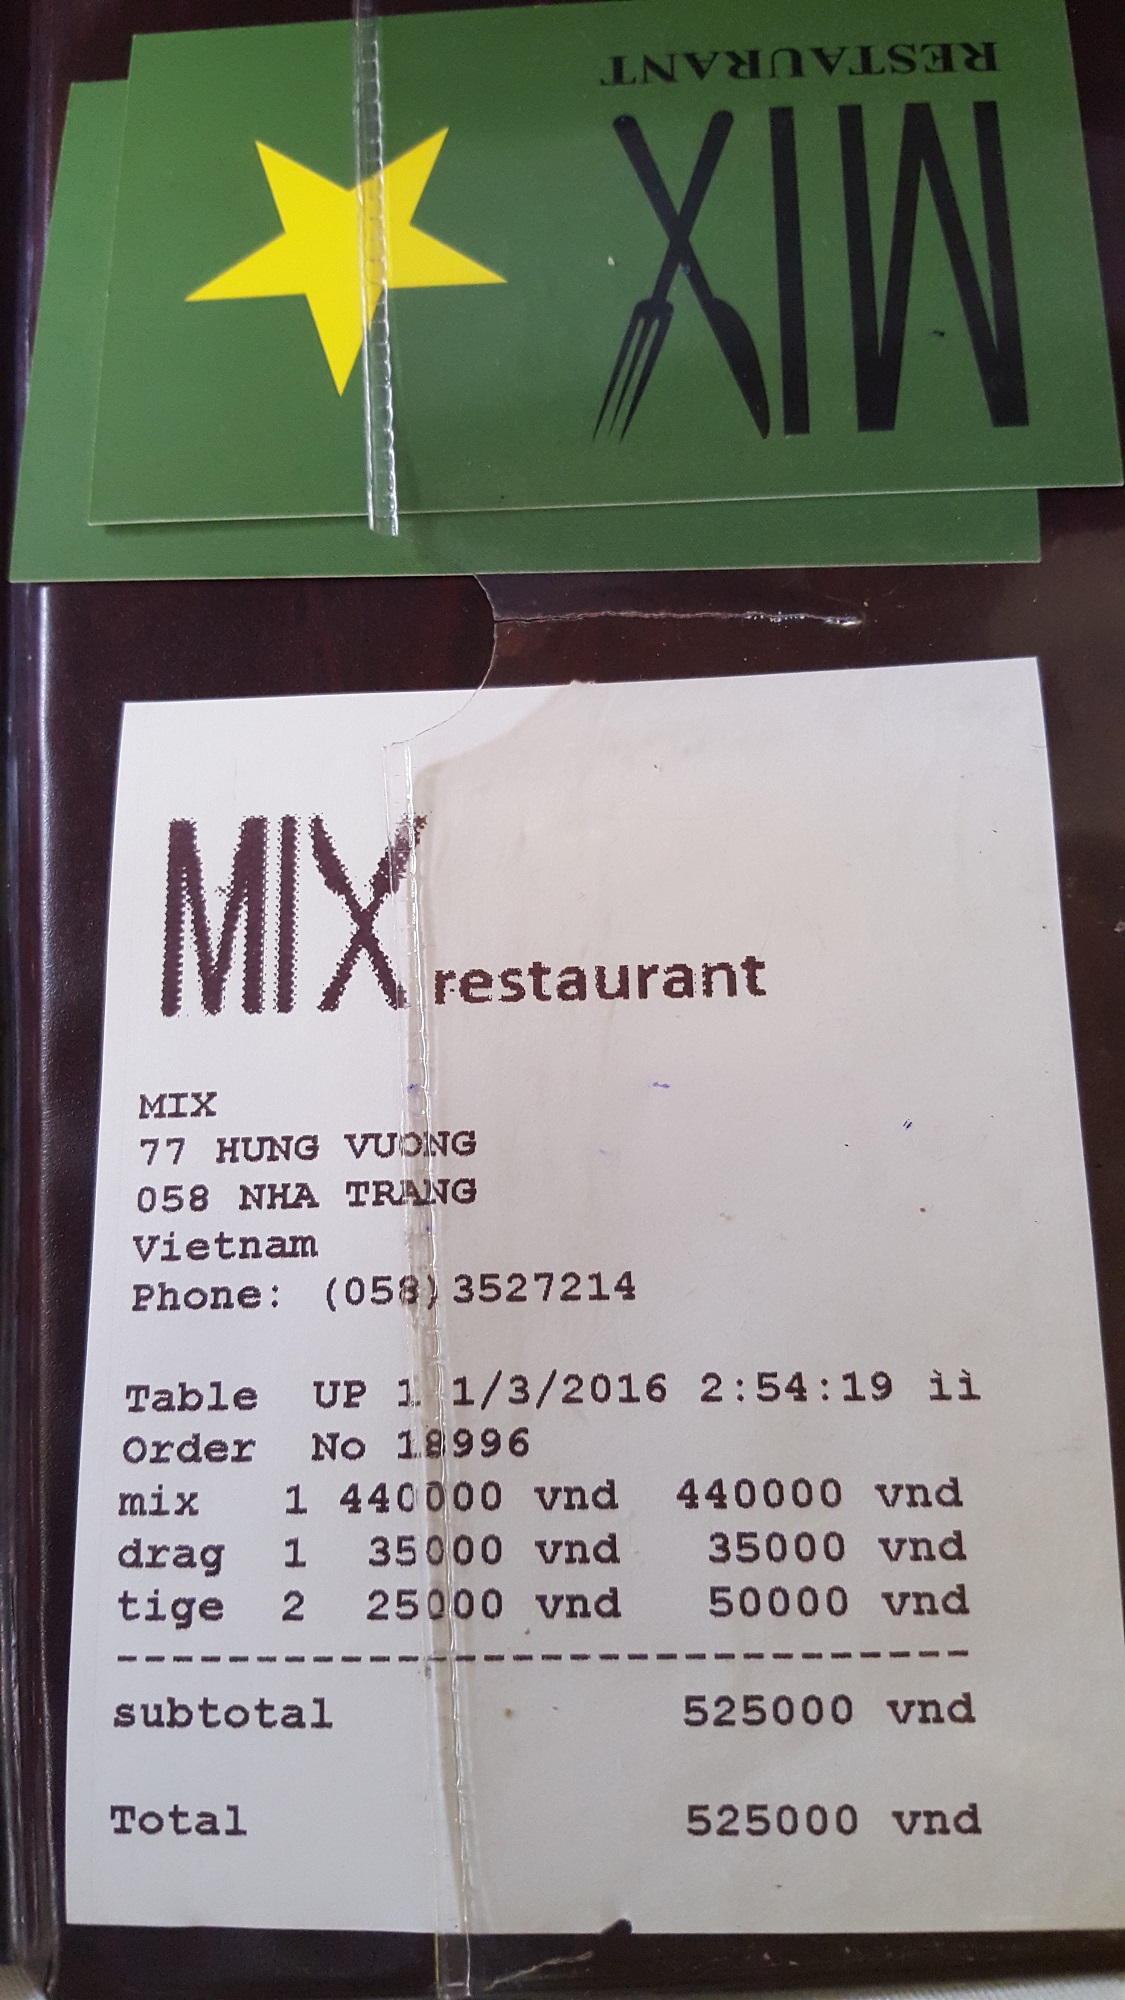 RESTAURANT
MIX
MIX restaurant
MIX
77 HUNG VUONG
058 NHA TRANG
Vietnam
Phone: (058)3527214
Table UP 1 1/3/2016 2:54:19 ìì
Order No 18996
mix 1 440000 vnd 440000 vnd
drag 1 35000 vnd 35000 vnd
tige 2 25000 vnd 50000 vnd
--------------------------------
subtotal 525000 vnd
Total 525000 vnd